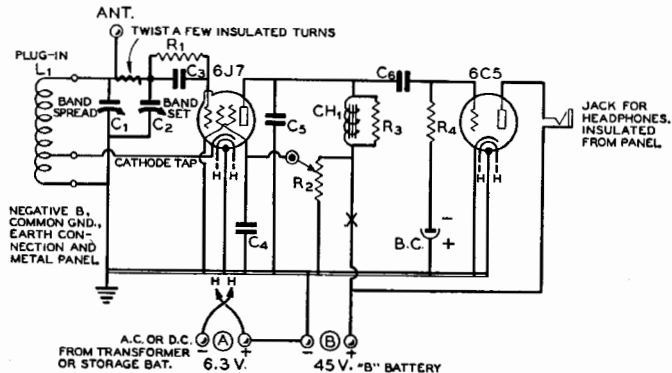 ANT.
TWIST A FEW INSULATED TURNS
PLUG-IN
L1
R1
C3
6J7
C6
6C5
BAND SPREAD
C1
BAND SET
C2
C5
CH1
R3
R4
JACK FOR
HEADPHONES.
INSULATED
FROM PANEL
CATHODE TAP
H H
R2
H H
NEGATIVE B,
COMMON GND.,
EARTH CON-
NECTION AND
METAL PANEL
C4
B.C.
-
+
H H
A.C. OR D.C.
FROM TRANSFORMER
OR STORAGE BAT.
- A +
6.3 V.
- B +
45 V. "B" BATTERY